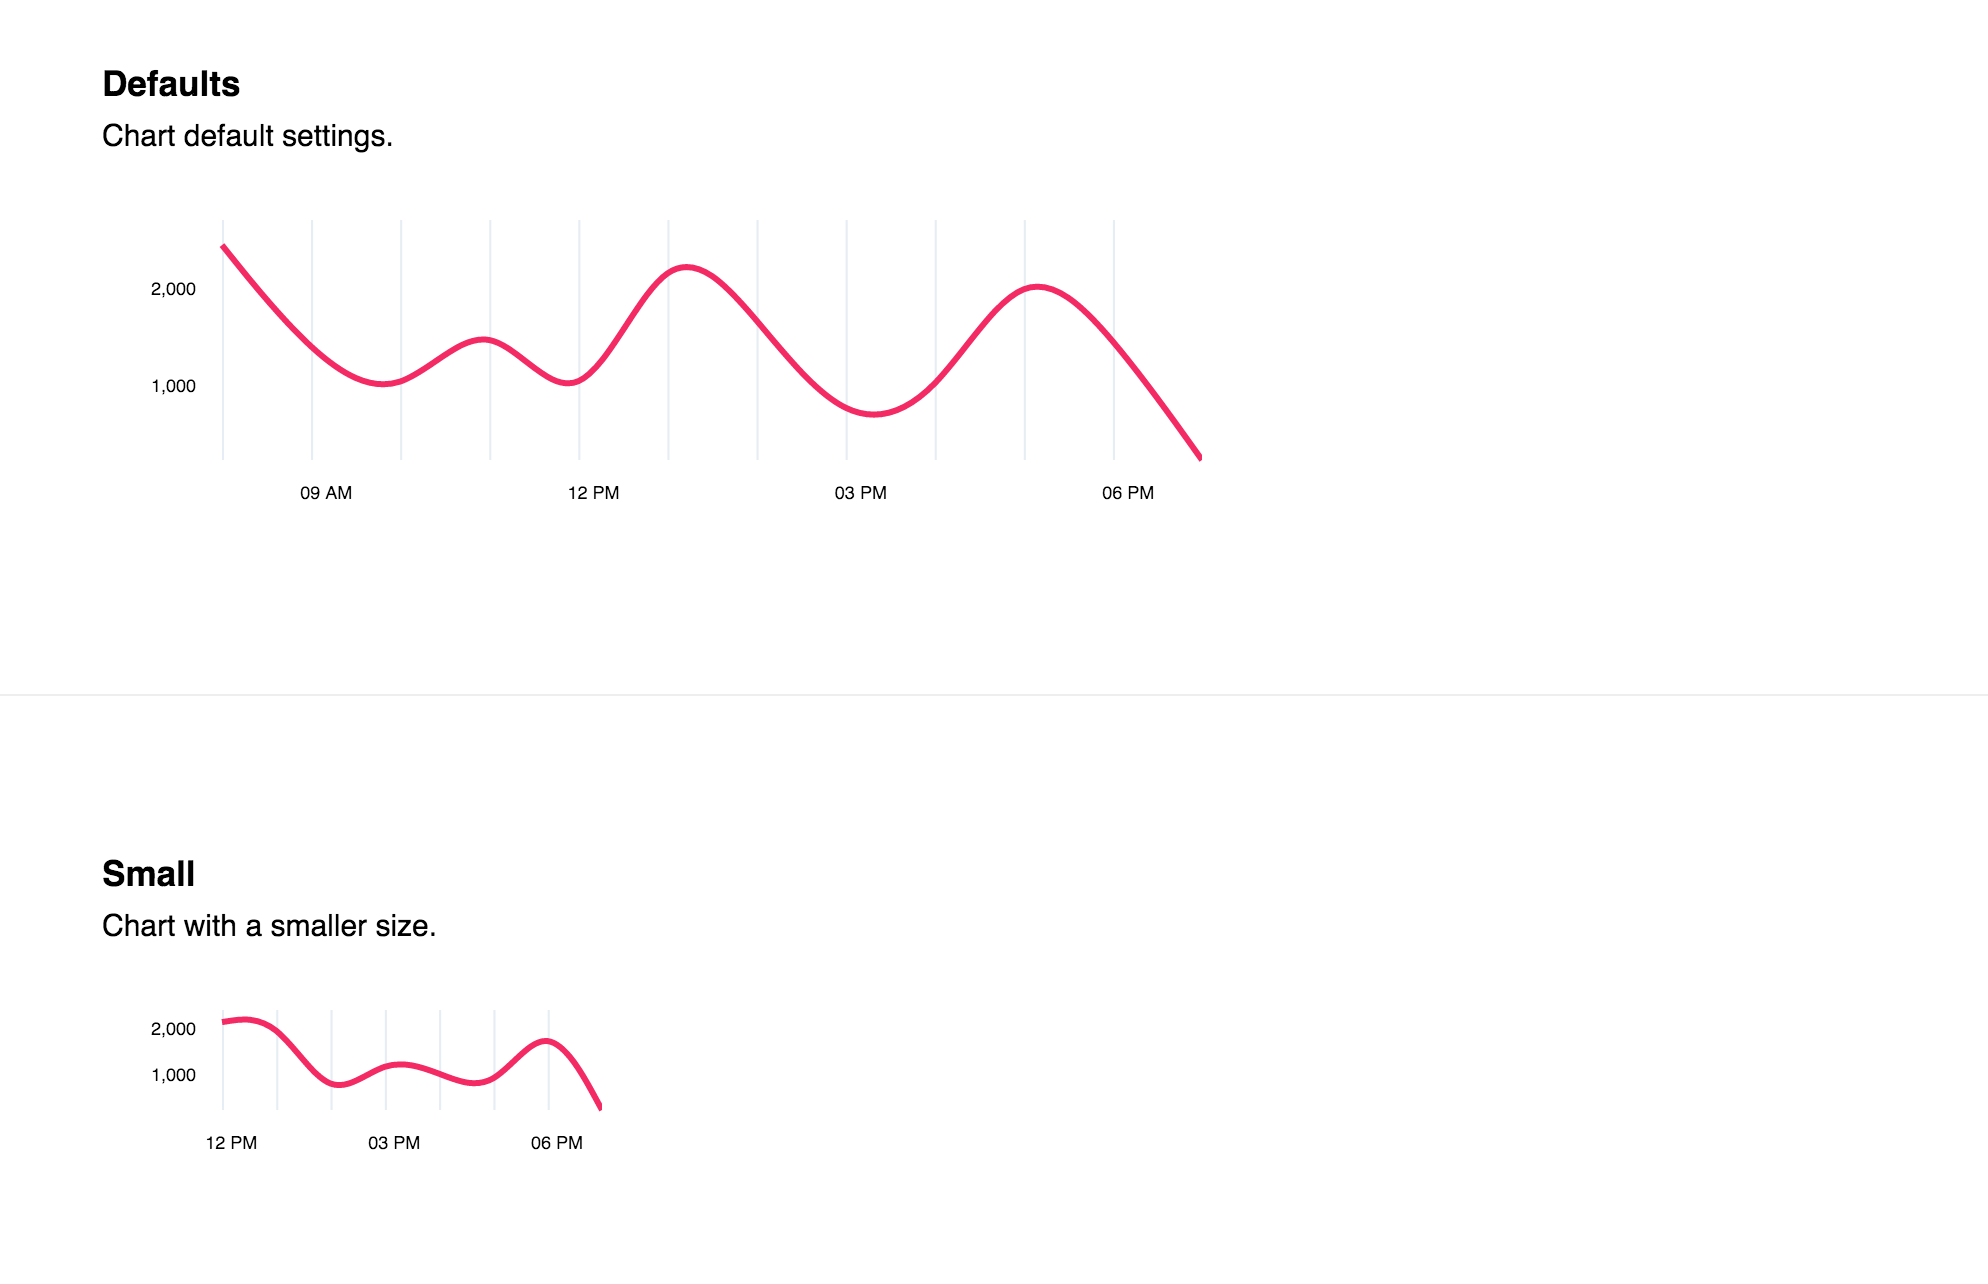 Defaults
Chart default settings.
2,000
1,000
09 AM 12 PM 03 PM 06 PM
Small
Chart with a smaller size.
2,000
1,000
12 PM 03 PM 06 PM